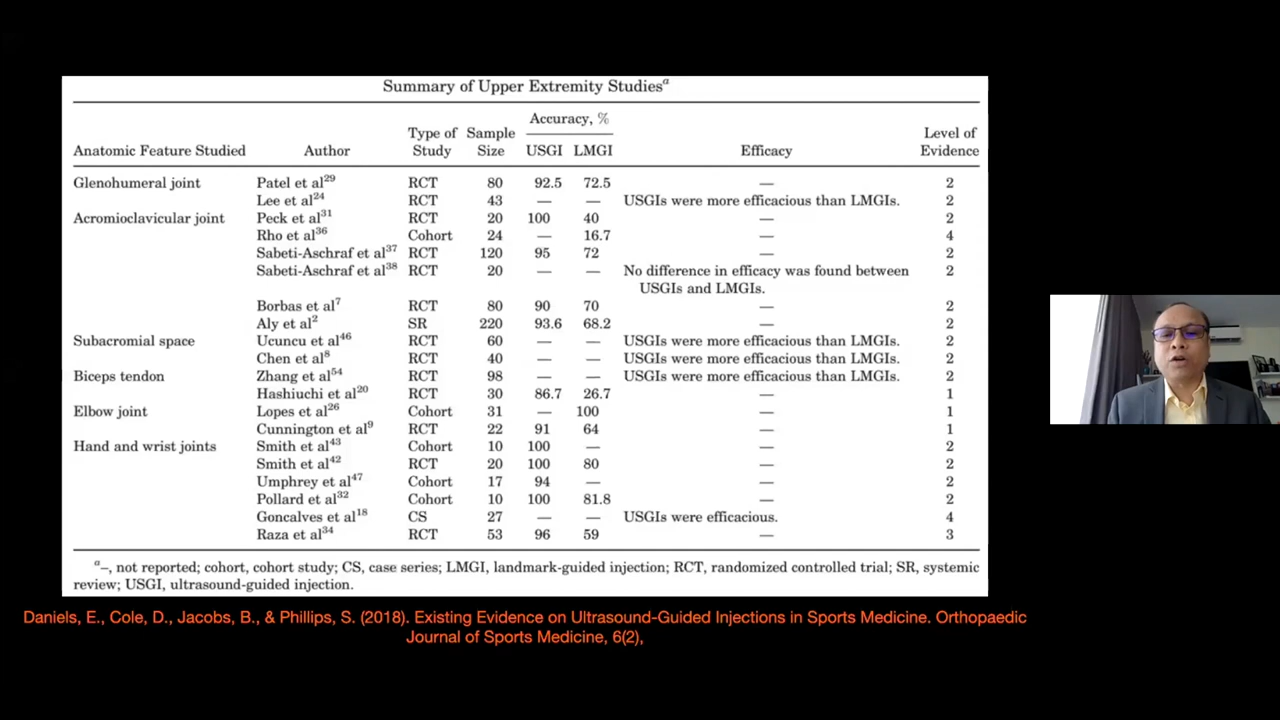 Summary of Upper Extremity Studiesa
Accuracy, %
Anatomic Feature Studied Author Type of Study Sample Size USGI LMGI Efficacy Level of Evidence
Glenohumeral joint Patel et al29 RCT 80 92.5 72.5 — 2
Lee et al24 RCT 43 — — USGIs were more efficacious than LMGIs. 2
Acromioclavicular joint Peck et al31 RCT 20 100 40 — 2
Rho et al36 Cohort 24 — 16.7 — 4
Sabeti-Aschraf et al37 RCT 120 95 72 — 2
Sabeti-Aschraf et al38 RCT 20 — — No difference in efficacy was found between 2
USGIs and LMGIs.
Borbas et al7 RCT 80 90 70 — 2
Aly et al2 SR 220 93.6 68.2 — 2
Subacromial space Ucuncu et al46 RCT 60 — — USGIs were more efficacious than LMGIs. 2
Chen et al8 RCT 40 — — USGIs were more efficacious than LMGIs. 2
Biceps tendon Zhang et al54 RCT 98 — — USGIs were more efficacious than LMGIs. 2
Hashiuchi et al20 RCT 30 86.7 26.7 — 1
Elbow joint Lopes et al26 Cohort 31 — 100 — 1
Cunnington et al9 RCT 22 91 64 — 1
Hand and wrist joints Smith et al43 Cohort 10 100 — — 2
Smith et al42 RCT 20 100 80 — 2
Umphrey et al47 Cohort 17 94 — — 2
Pollard et al32 Cohort 10 100 81.8 — 2
Goncalves et al18 CS 27 — — USGIs were efficacious. 4
Raza et al34 RCT 53 96 59 — 3
a–, not reported; cohort, cohort study; CS, case series; LMGI, landmark-guided injection; RCT, randomized controlled trial; SR, systemic
review; USGI, ultrasound-guided injection.
Daniels, E., Cole, D., Jacobs, B., & Phillips, S. (2018). Existing Evidence on Ultrasound-Guided Injections in Sports Medicine. Orthopaedic
Journal of Sports Medicine, 6(2),